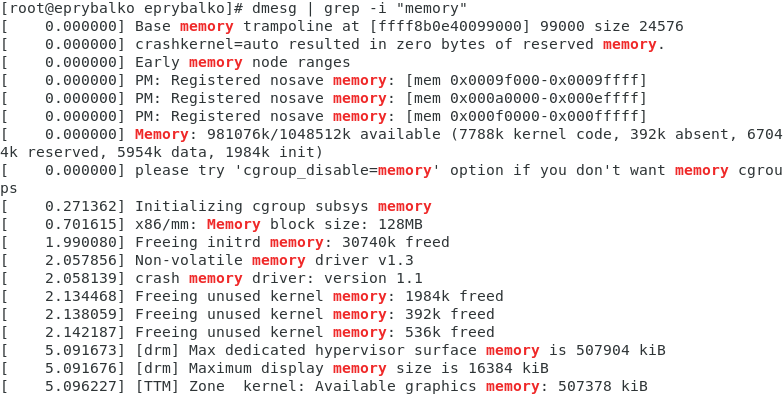 [root@eprybalko eprybalko]# dmesg | grep -i "memory"
[    0.000000] Base memory trampoline at [ffff8b0e40099000] 99000 size 24576
[    0.000000] crashkernel=auto resulted in zero bytes of reserved memory.
[    0.000000] Early memory node ranges
[    0.000000] PM: Registered nosave memory: [mem 0x0009f000-0x0009ffff]
[    0.000000] PM: Registered nosave memory: [mem 0x000a0000-0x000effff]
[    0.000000] PM: Registered nosave memory: [mem 0x000f0000-0x000fffff]
[    0.000000] Memory: 981076k/1048512k available (7788k kernel code, 392k absent, 6704
4k reserved, 5954k data, 1984k init)
[    0.000000] please try 'cgroup_disable=memory' option if you don't want memory cgrou
ps
[    0.271362] Initializing cgroup subsys memory
[    0.701615] x86/mm: Memory block size: 128MB
[    1.990080] Freeing initrd memory: 30740k freed
[    2.057856] Non-volatile memory driver v1.3
[    2.058139] crash memory driver: version 1.1
[    2.134468] Freeing unused kernel memory: 1984k freed
[    2.138059] Freeing unused kernel memory: 392k freed
[    2.142187] Freeing unused kernel memory: 536k freed
[    5.091673] [drm] Max dedicated hypervisor surface memory is 507904 kiB
[    5.091676] [drm] Maximum display memory size is 16384 kiB
[    5.096227] [TTM] Zone  kernel: Available graphics memory: 507378 kiB